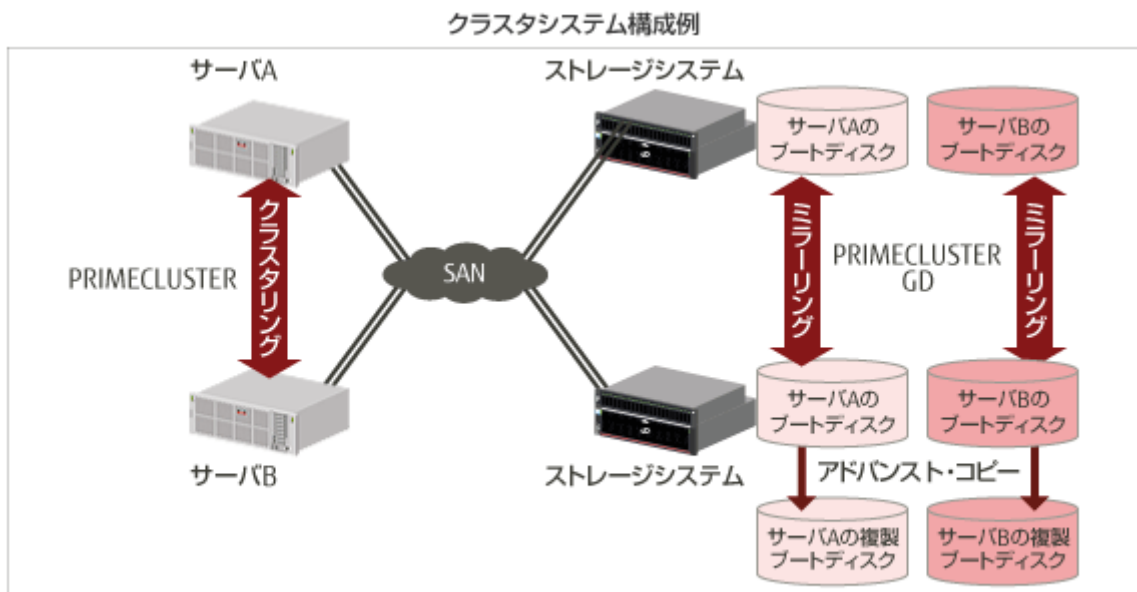 クラスタシステム構成例
サーバA
ストレージシステム
サーバAの
ブートディスク
サーバBの
ブートディスク
クラスタリング
PRIMECLUSTER
SAN
ミラーリング
PRIMECLUSTER
GD
ミラーリング
サーバB
ストレージシステム
サーバAの
ブートディスク
サーバBの
ブートディスク
アドバンスト・コピー
サーバAの複製
ブートディスク
サーバBの複製
ブートディスク